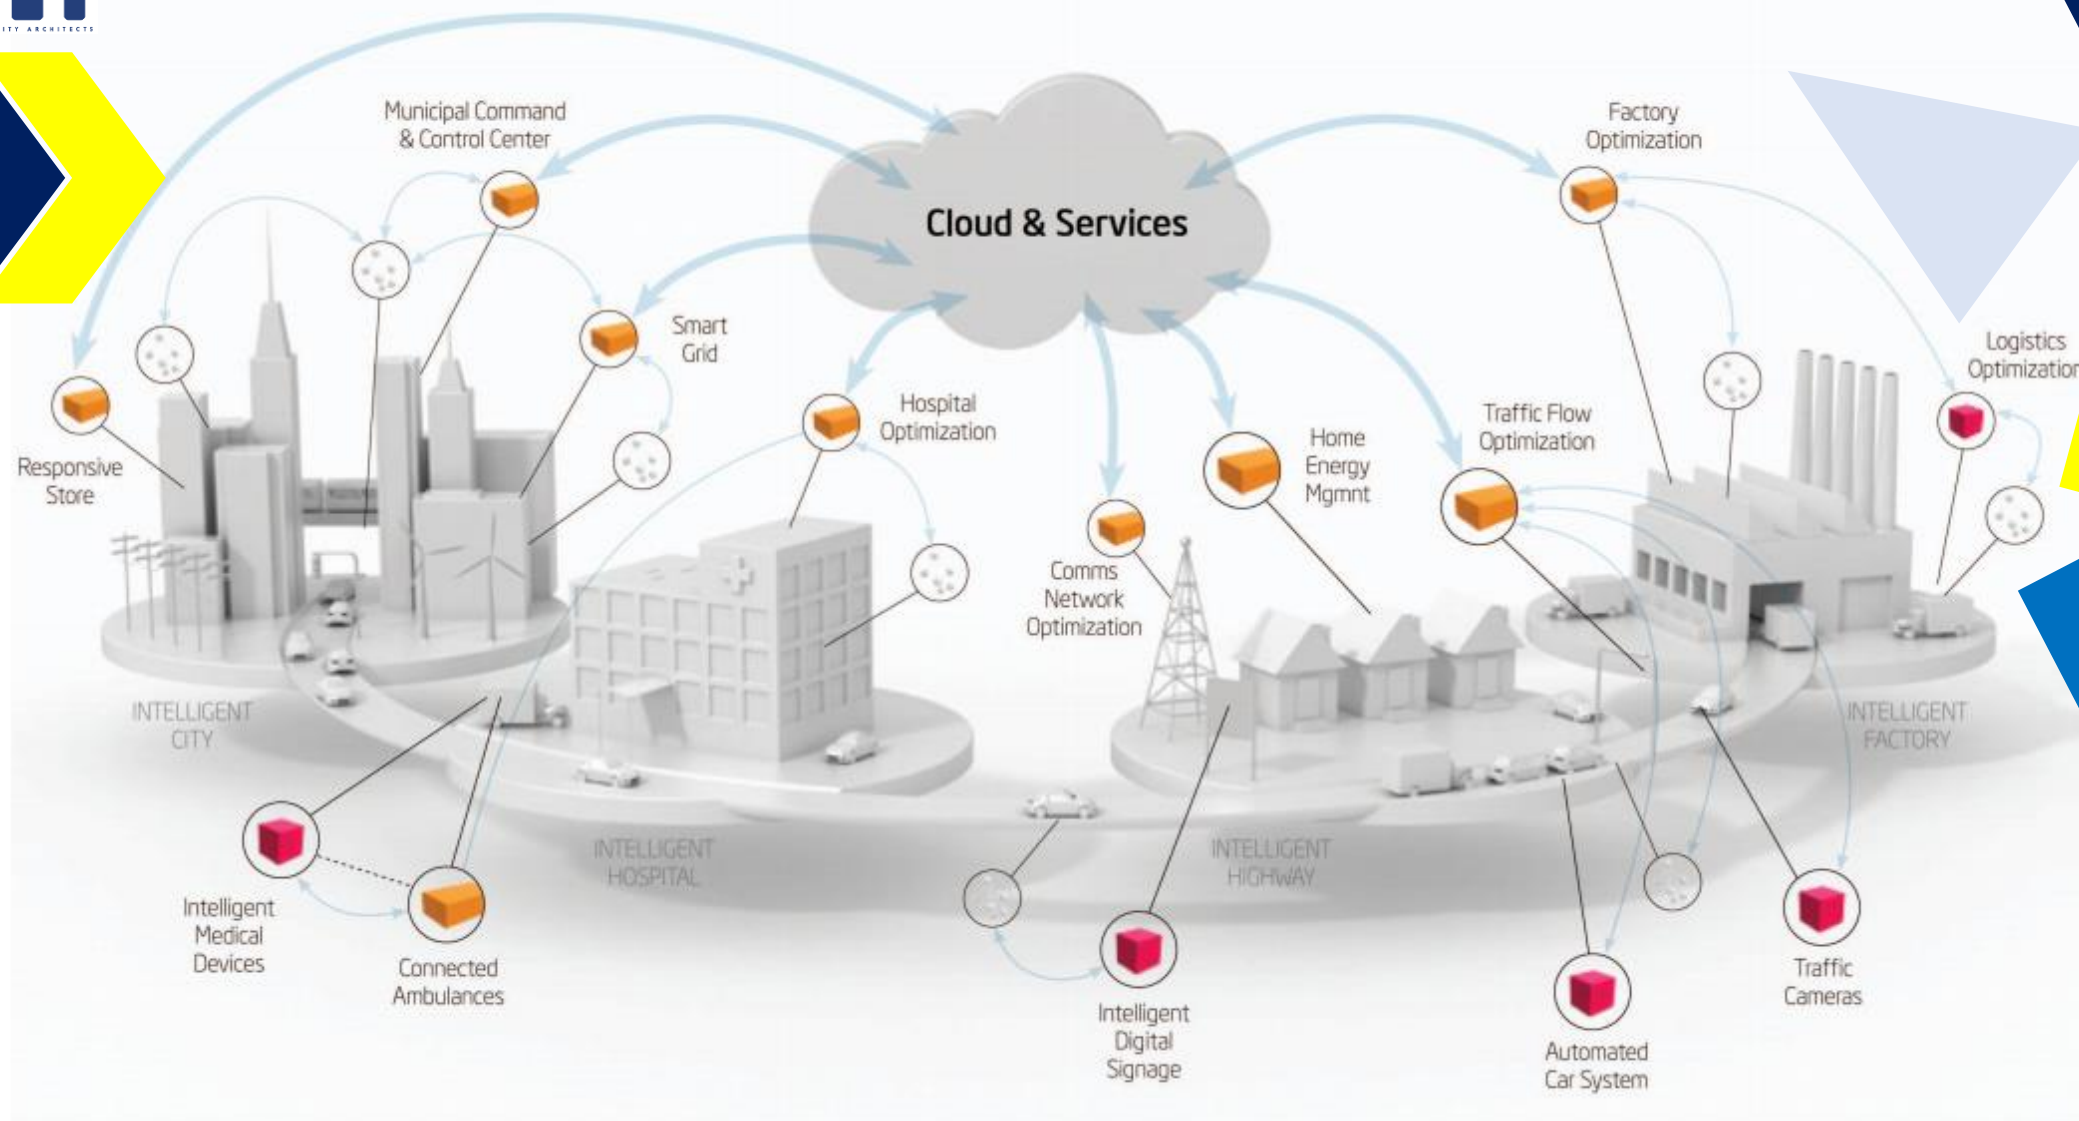 ITY ARCHITECTS
Municipal Command
& Control Center
Factory
Optimization
Cloud & Services
Smart
Grid
Logistics
Optimization
Hospital
Optimization
Traffic Flow
Optimization
Home
Energy
Mgmnt
Responsive
Store
Comms
Network
Optimization
INTELLIGENT
CITY
INTELLIGENT
FACTORY
INTELLIGENT
HOSPITAL
INTELLIGENT
HIGHWAY
Intelligent
Medical
Devices
Connected
Ambulances
Traffic
Cameras
Intelligent
Digital
Signage
Automated
Car System